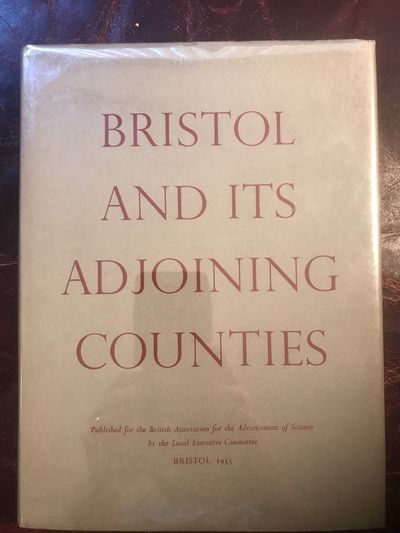 BRISTOL
AND ITS
ADJOINING
COUNTIES
Published for the British Association for the Advancement of Science
by the Local Executive Committee
BRISTOL 1955